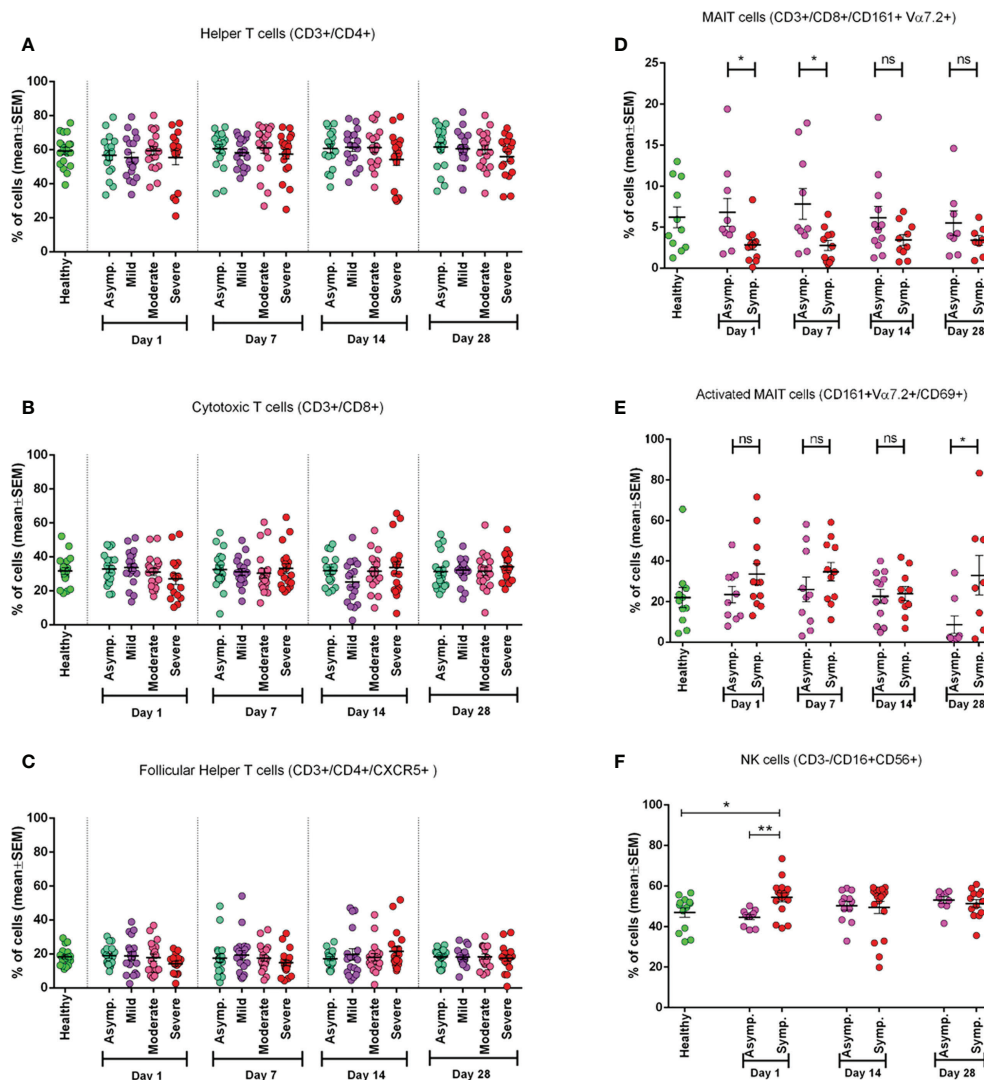 A
Helper T cells (CD3+/CD4+)
% of cells (mean±SEM)
100
80
60
40
20
0
Healthy
Asymp.
Mild
Moderate
Severe
Asymp.
Mild
Moderate
Severe
Asymp.
Mild
Moderate
Severe
Asymp.
Mild
Moderate
Severe
Day 1
Day 7
Day 14
Day 28
B
Cytotoxic T cells (CD3+/CD8+)
% of cells (mean±SEM)
100
80
60
40
20
0
Healthy
Asymp.
Mild
Moderate
Severe
Asymp.
Mild
Moderate
Severe
Asymp.
Mild
Moderate
Severe
Asymp.
Mild
Moderate
Severe
Day 1
Day 7
Day 14
Day 28
C
Follicular Helper T cells (CD3+/CD4+/CXCR5+ )
% of cells (mean±SEM)
100
80
60
40
20
0
Healthy
Asymp.
Mild
Moderate
Severe
Asymp.
Mild
Moderate
Severe
Asymp.
Mild
Moderate
Severe
Asymp.
Mild
Moderate
Severe
Day 1
Day 7
Day 14
Day 28
D
MAIT cells (CD3+/CD8+/CD161+ Vα7.2+)
% of cells (mean±SEM)
25
20
15
10
5
0
* * ns ns
Healthy
Asymp.
Symp.
Asymp.
Symp.
Asymp.
Symp.
Asymp.
Symp.
Day 1
Day 7
Day 14
Day 28
E
Activated MAIT cells (CD161+Vα7.2+/CD69+)
% of cells (mean±SEM)
100
80
60
40
20
0
ns ns ns *
Healthy
Asymp.
Symp.
Asymp.
Symp.
Asymp.
Symp.
Asymp.
Symp.
Day 1
Day 7
Day 14
Day 28
F
NK cells (CD3-/CD16+CD56+)
% of cells (mean±SEM)
100
80
60
40
20
0
*
**
Healthy
Asymp.
Symp.
Asymp.
Symp.
Asymp.
Symp.
Day 1
Day 14
Day 28